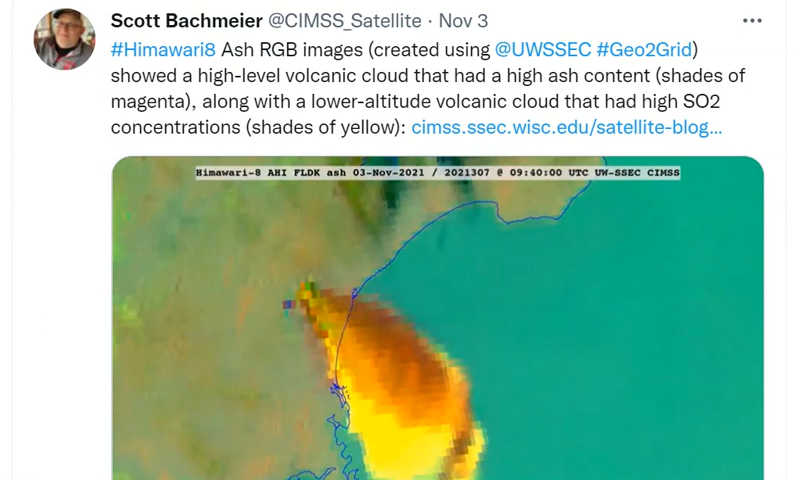 Scott Bachmeier @CIMSS_Satellite · Nov 3
#Himawari8 Ash RGB images (created using @UWSSEC #Geo2Grid)
showed a high-level volcanic cloud that had a high ash content (shades of
magenta), along with a lower-altitude volcanic cloud that had high SO2
concentrations (shades of yellow): cimss.ssec.wisc.edu/satellite-blog...
Himawari-8 AHI FLDK ash 03-Nov-2021 / 2021307 @ 09:40:00 UTC UW-SSEC CIMSS